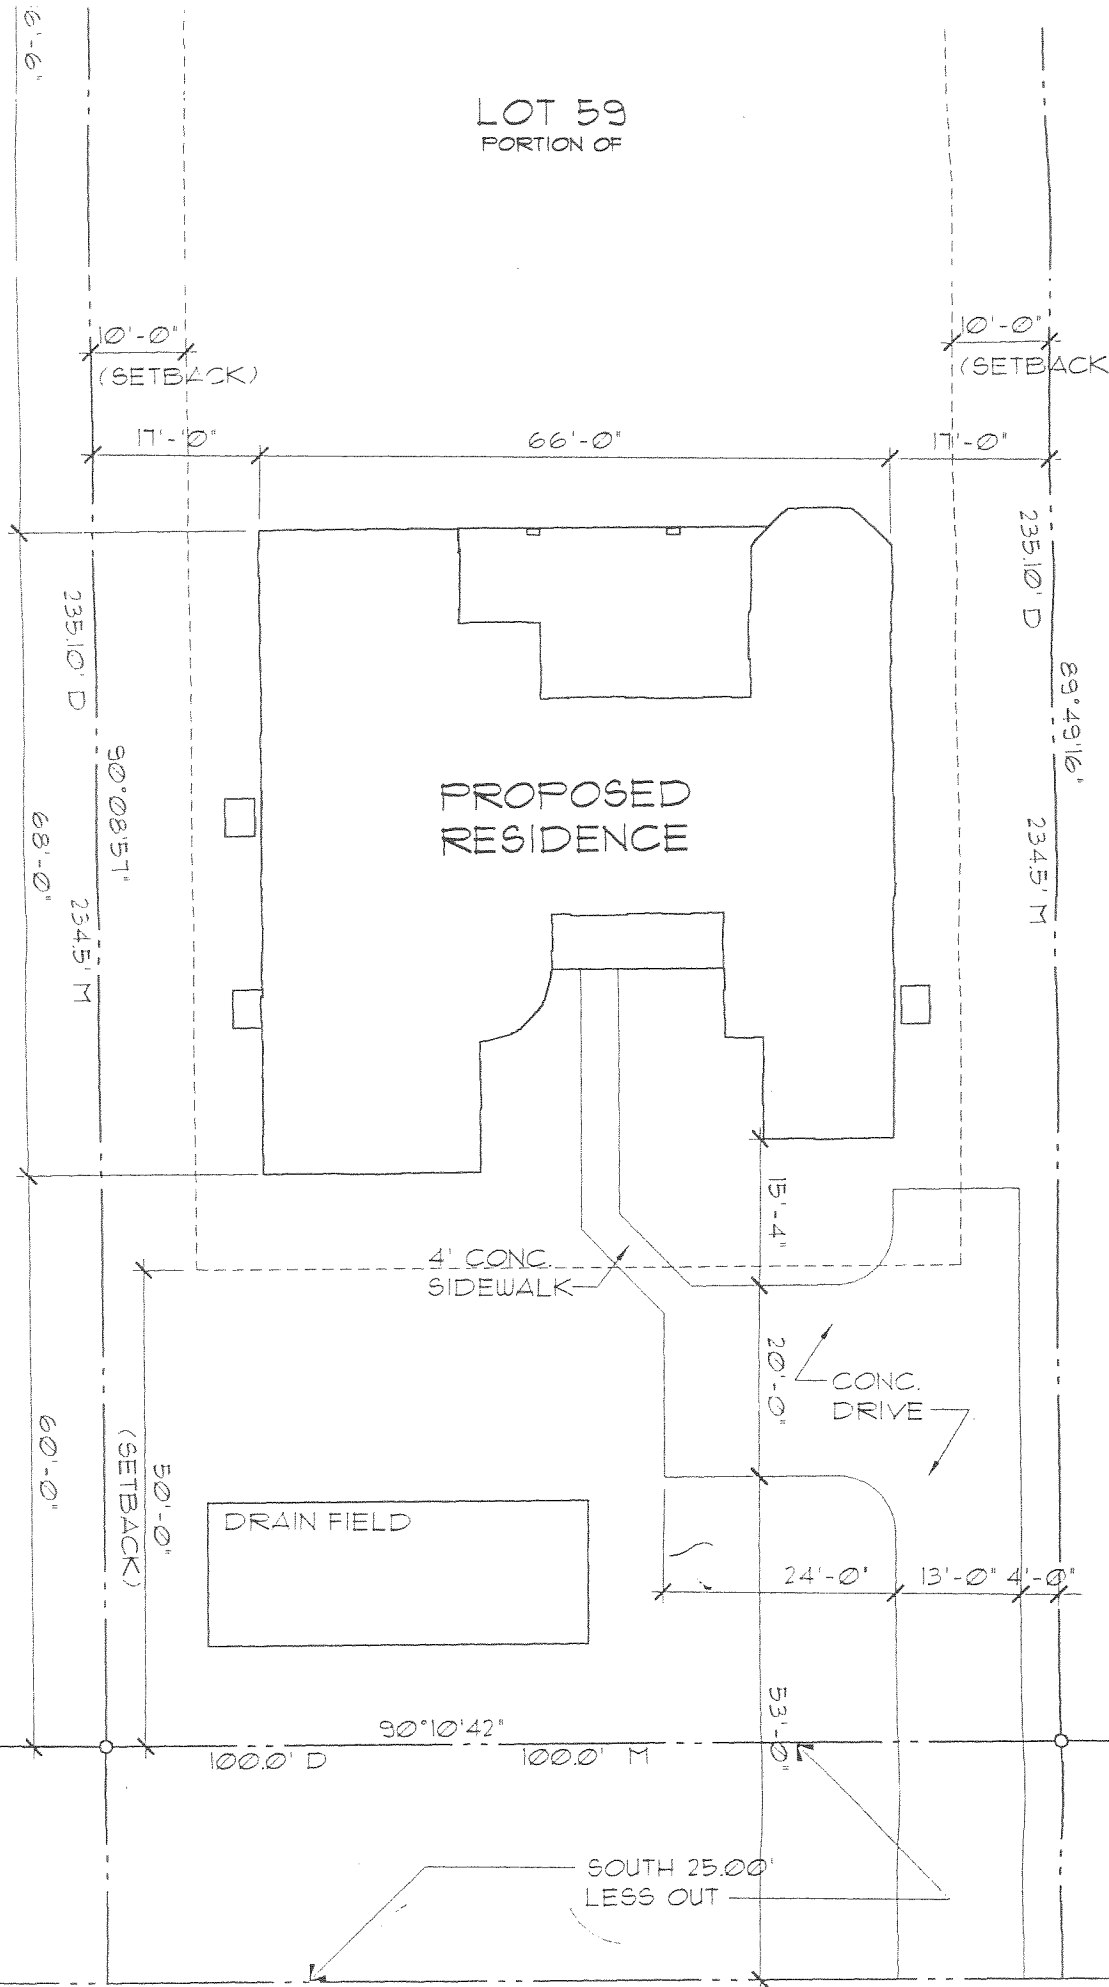 6'-6"
LOT 59
PORTION OF
10'-0"
(SETBACK)
10'-0"
(SETBACK
17'-0"
66'-0"
17'-0"
235.10' D
235.10' D
89°49'16'
90°08'57"
68'-0"
234.5' M
234.5' M
PROPOSED
RESIDENCE
15'-4"
4' CONC.
SIDEWALK
20'-0"
CONC.
DRIVE
60'-0"
(SETBACK)
50'-0"
DRAIN FIELD
24'-0"
13'-0"
4'-0"
53'-0"
90°10'42"
100.0' D
100.0' M
SOUTH 25.00'
LESS OUT